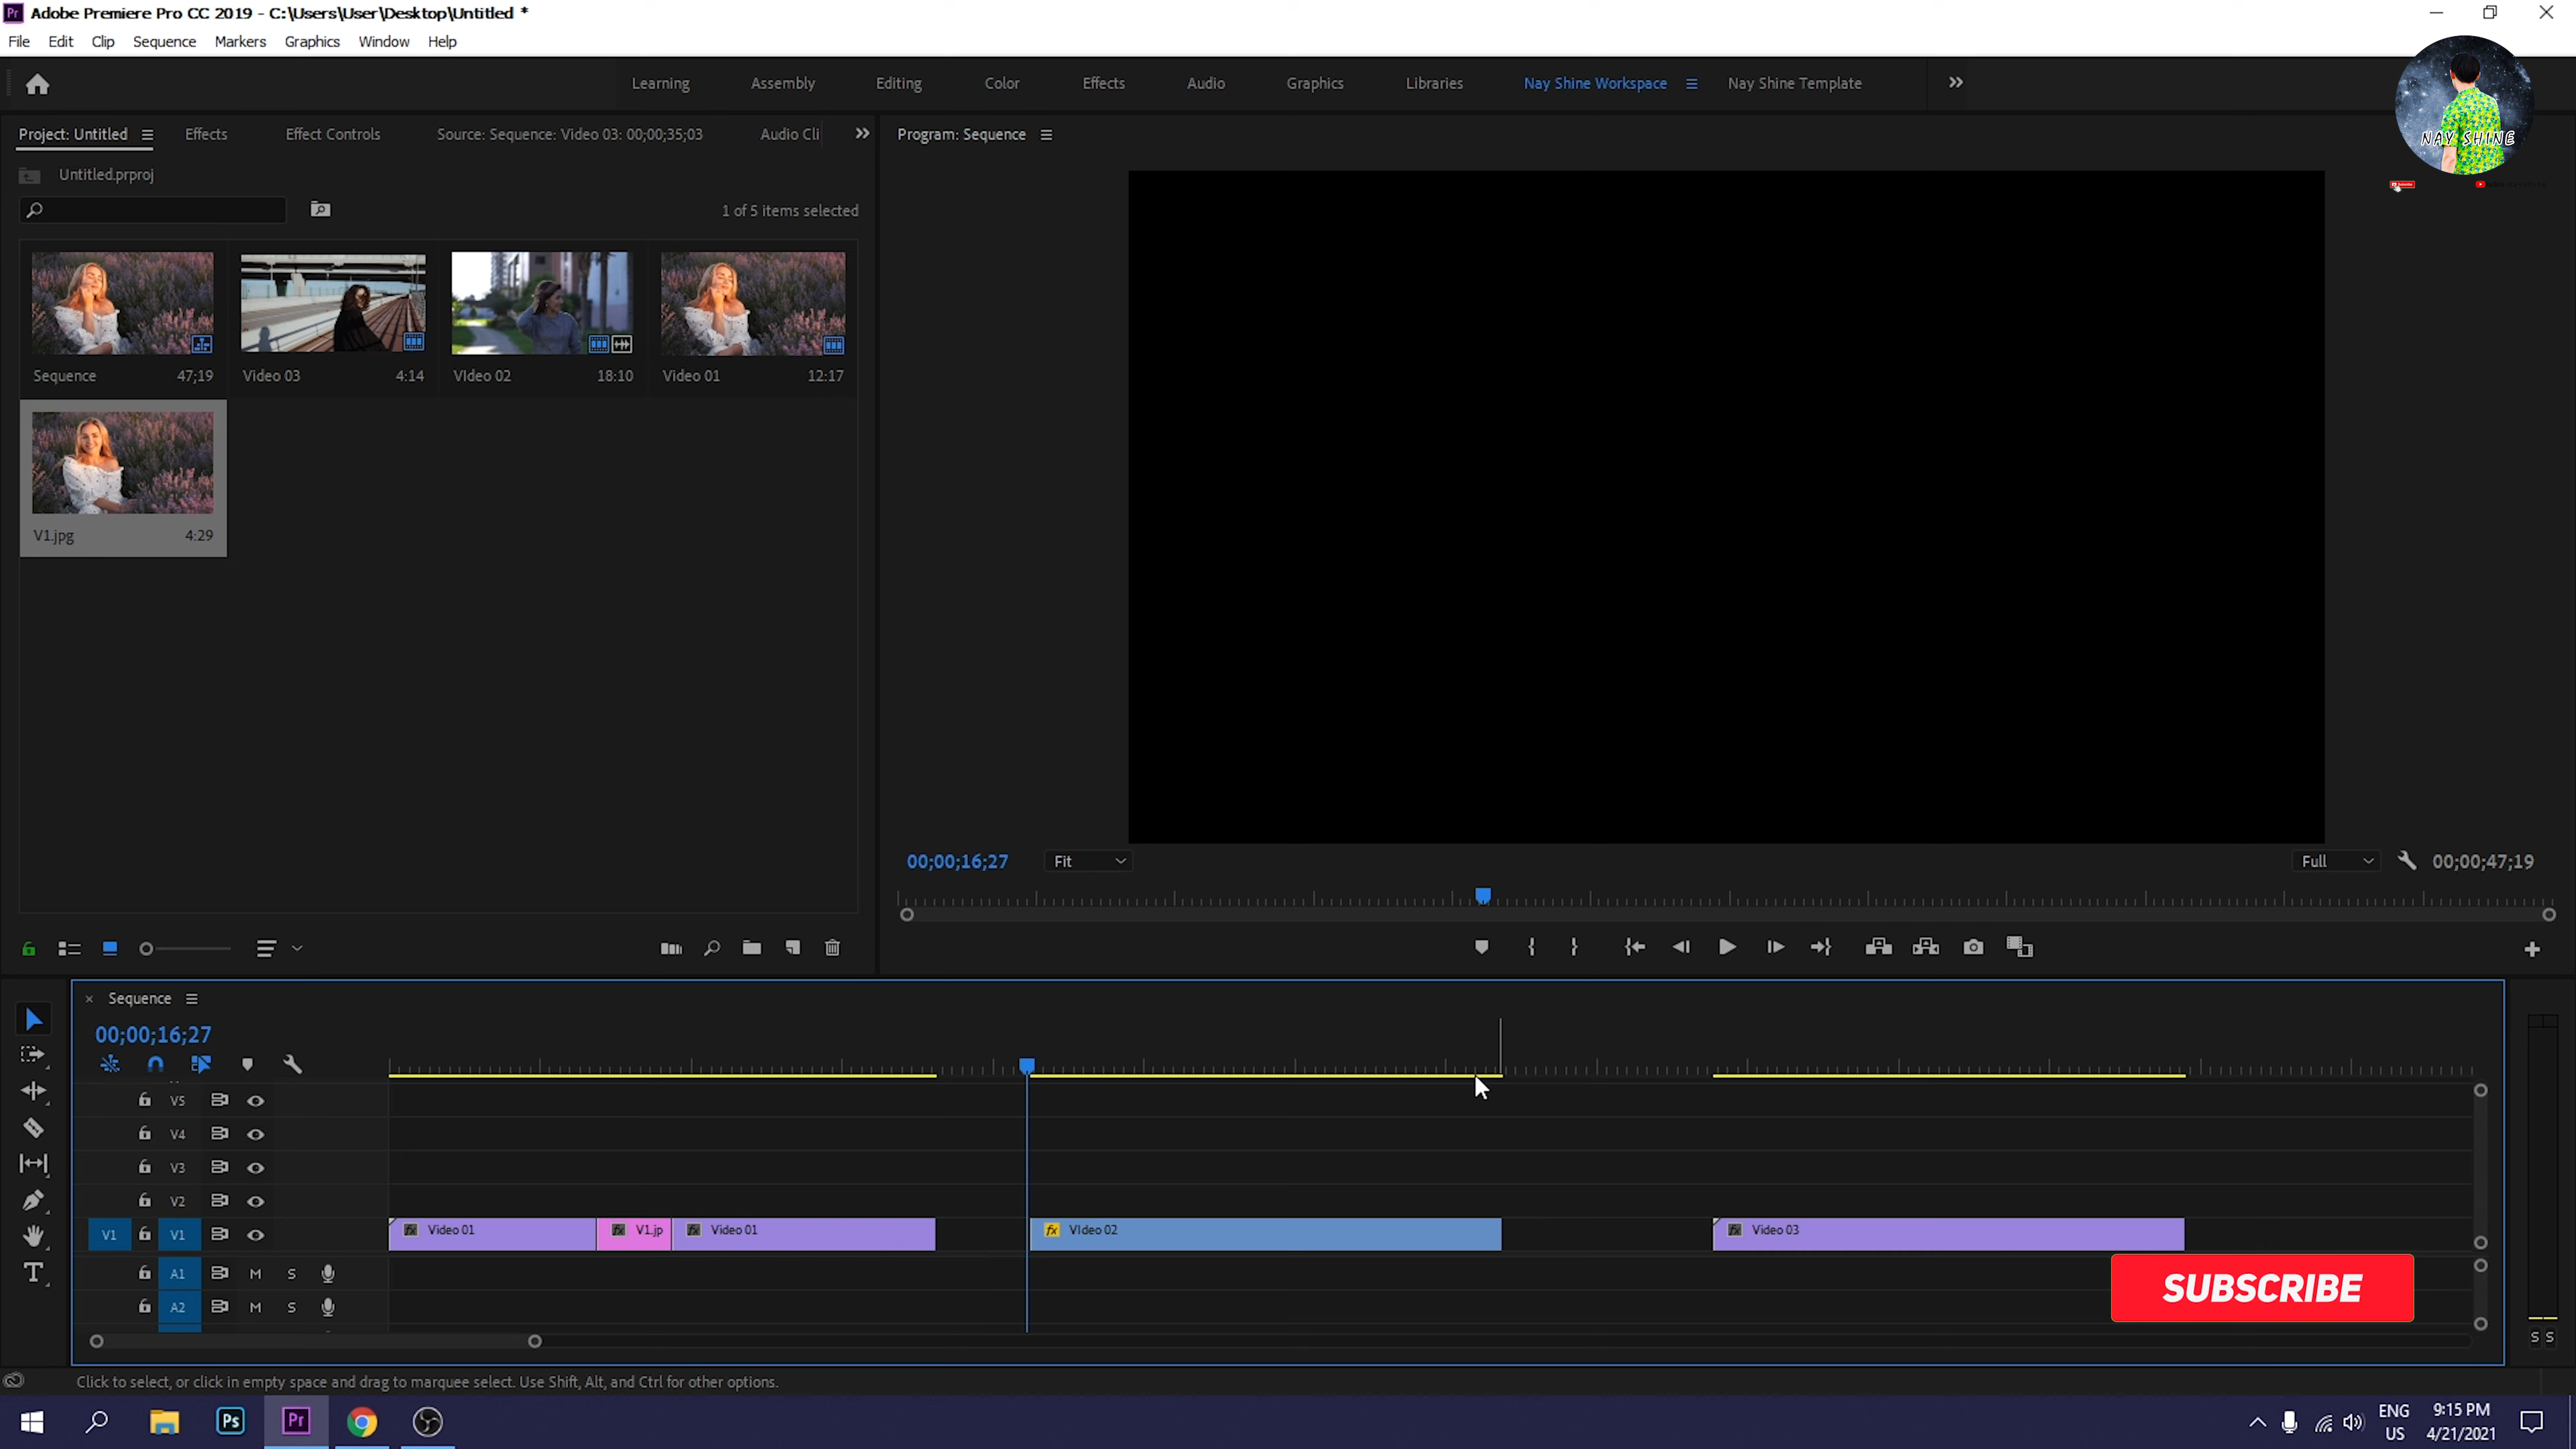 Adobe Premiere Pro CC 2019 - C:\Users\User\Desktop\Untitled *
File Edit Clip Sequence Markers Graphics Window Help
Learning Assembly Editing Color Effects Audio Graphics Libraries Nay Shine Workspace Nay Shine Template
NAY SHINE
Project: Untitled Effects Effect Controls Source: Sequence: Video 03: 00;00;35;03 Audio Cli
Program: Sequence
Untitled.prproj
1 of 5 items selected
Sequence 47;19
Video 03 4:14
VIdeo 02 18:10
Video 01 12:17
V1.jpg 4:29
00;00;16;27 Fit Full 00;00;47;19
Sequence
00;00;16;27
V5
V4
V3
V2
V1 V1
Video 01 V1.jp Video 01 VIdeo 02 Video 03
fx fx fx fx fx
A1 M S
A2 M S
SUBSCRIBE
S S
Click to select, or click in empty space and drag to marquee select. Use Shift, Alt, and Ctrl for other options.
Ps Pr
ENG
US
9:15 PM
4/21/2021